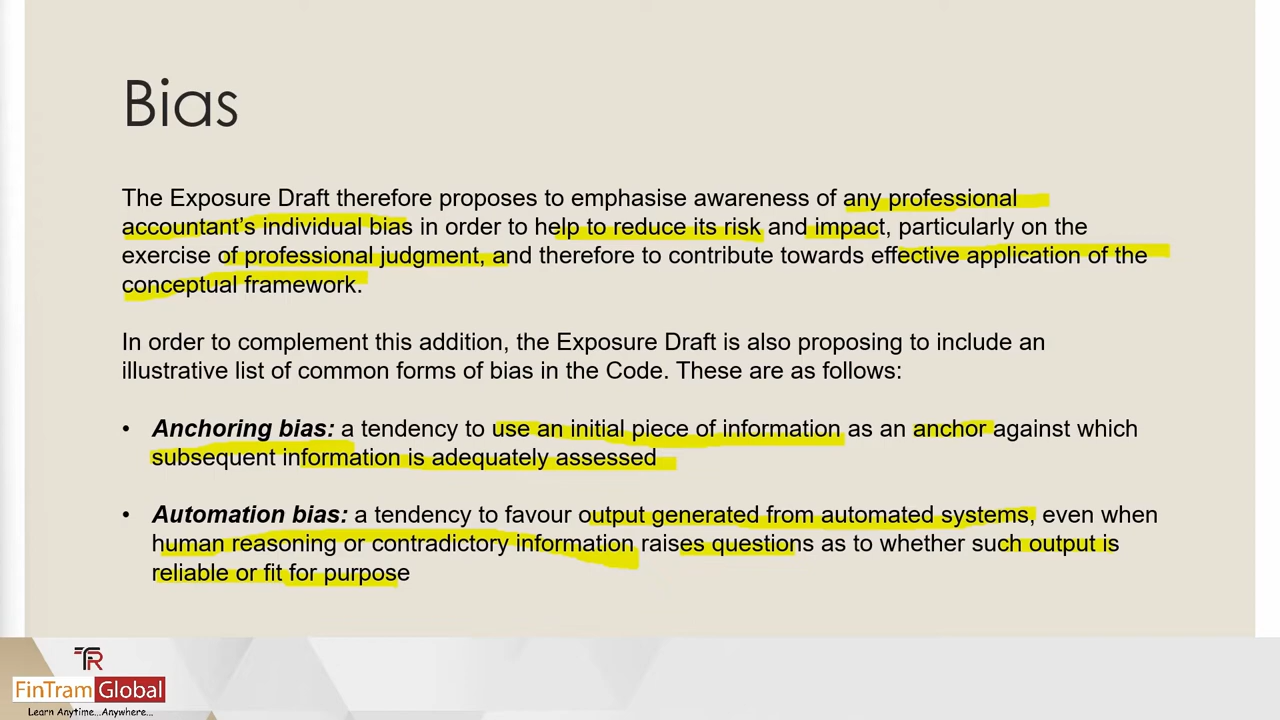 Bias
The Exposure Draft therefore proposes to emphasise awareness of any professional
accountant's individual bias in order to help to reduce its risk and impact, particularly on the
exercise of professional judgment, and therefore to contribute towards effective application of the
conceptual framework.
In order to complement this addition, the Exposure Draft is also proposing to include an
illustrative list of common forms of bias in the Code. These are as follows:
• Anchoring bias: a tendency to use an initial piece of information as an anchor against which
subsequent information is adequately assessed
• Automation bias: a tendency to favour output generated from automated systems, even when
human reasoning or contradictory information raises questions as to whether such output is
reliable or fit for purpose
FinTram Global
Learn Anytime...Anywhere...